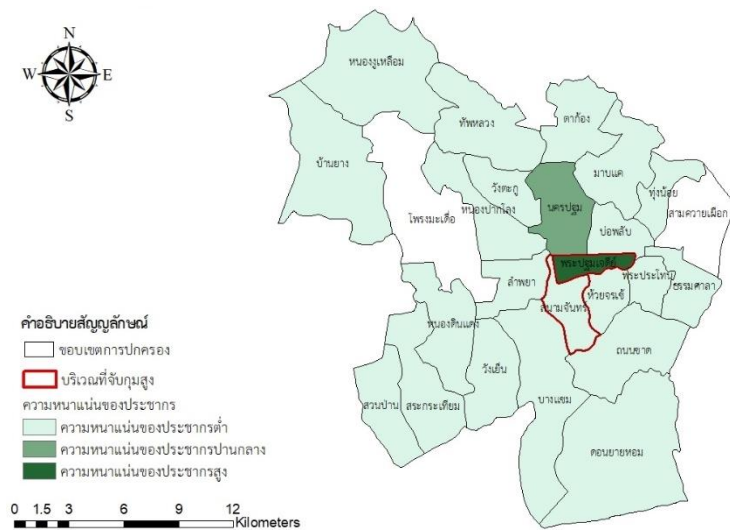 N
W E
S
หนองงูเหลือม
ทัพหลวง
ตาก้อง
บ้านยาง
วังตะกู
มาบแค
ทุ่งน้อย
โพรงมะเดื่อ
หนองปากโลง
นครปฐม
สามควายเผือก
บ่อพลับ
พระปฐมเจดีย์
ลำพยา
พระประโทน
ธรรมศาลา
สนามจันทร์
ห้วยจรเข้
หนองดินแดง
วังเย็น
ถนนขาด
สวนป่าน
สระกระเทียม
บางแขม
ดอนยายหอม
คำอธิบายสัญญลักษณ์
ขอบเขตการปกครอง
บริเวณที่จับกุมสูง
ความหนาแน่นของประชากร
ความหนาแน่นของประชากรต่ำ
ความหนาแน่นของประชากรปานกลาง
ความหนาแน่นของประชากรสูง
0 1.5 3 6 9 12
Kilometers